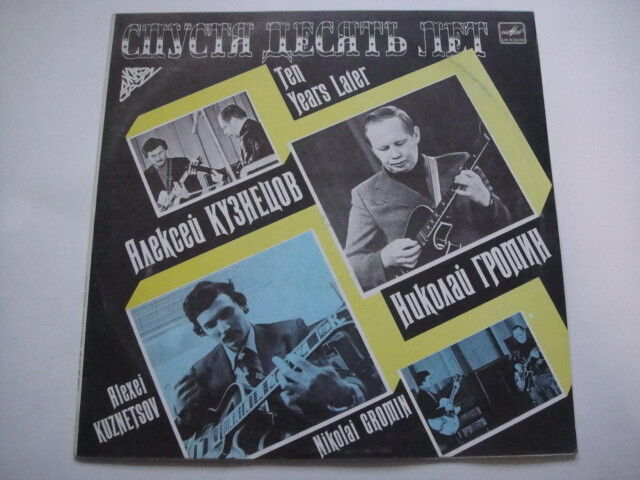 СПУСТЯ ДЕСЯТЬ ЛЕТ
Ten
Years Later
Алексей КУЗНЕЦОВ
Николай ГРОМИН
Alexei
KUZNETSOV
Nikolai GROMIN